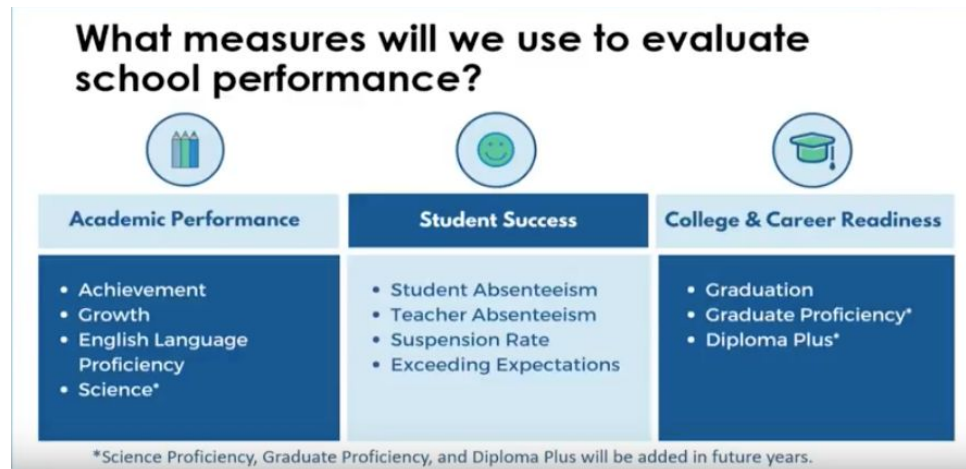 What measures will we use to evaluate
school performance?
Academic Performance
• Achievement
• Growth
• English Language
Proficiency
• Science*
Student Success
• Student Absenteeism
• Teacher Absenteeism
• Suspension Rate
• Exceeding Expectations
College & Career Readiness
• Graduation
• Graduate Proficiency*
• Diploma Plus*
*Science Proficiency, Graduate Proficiency, and Diploma Plus will be added in future years.